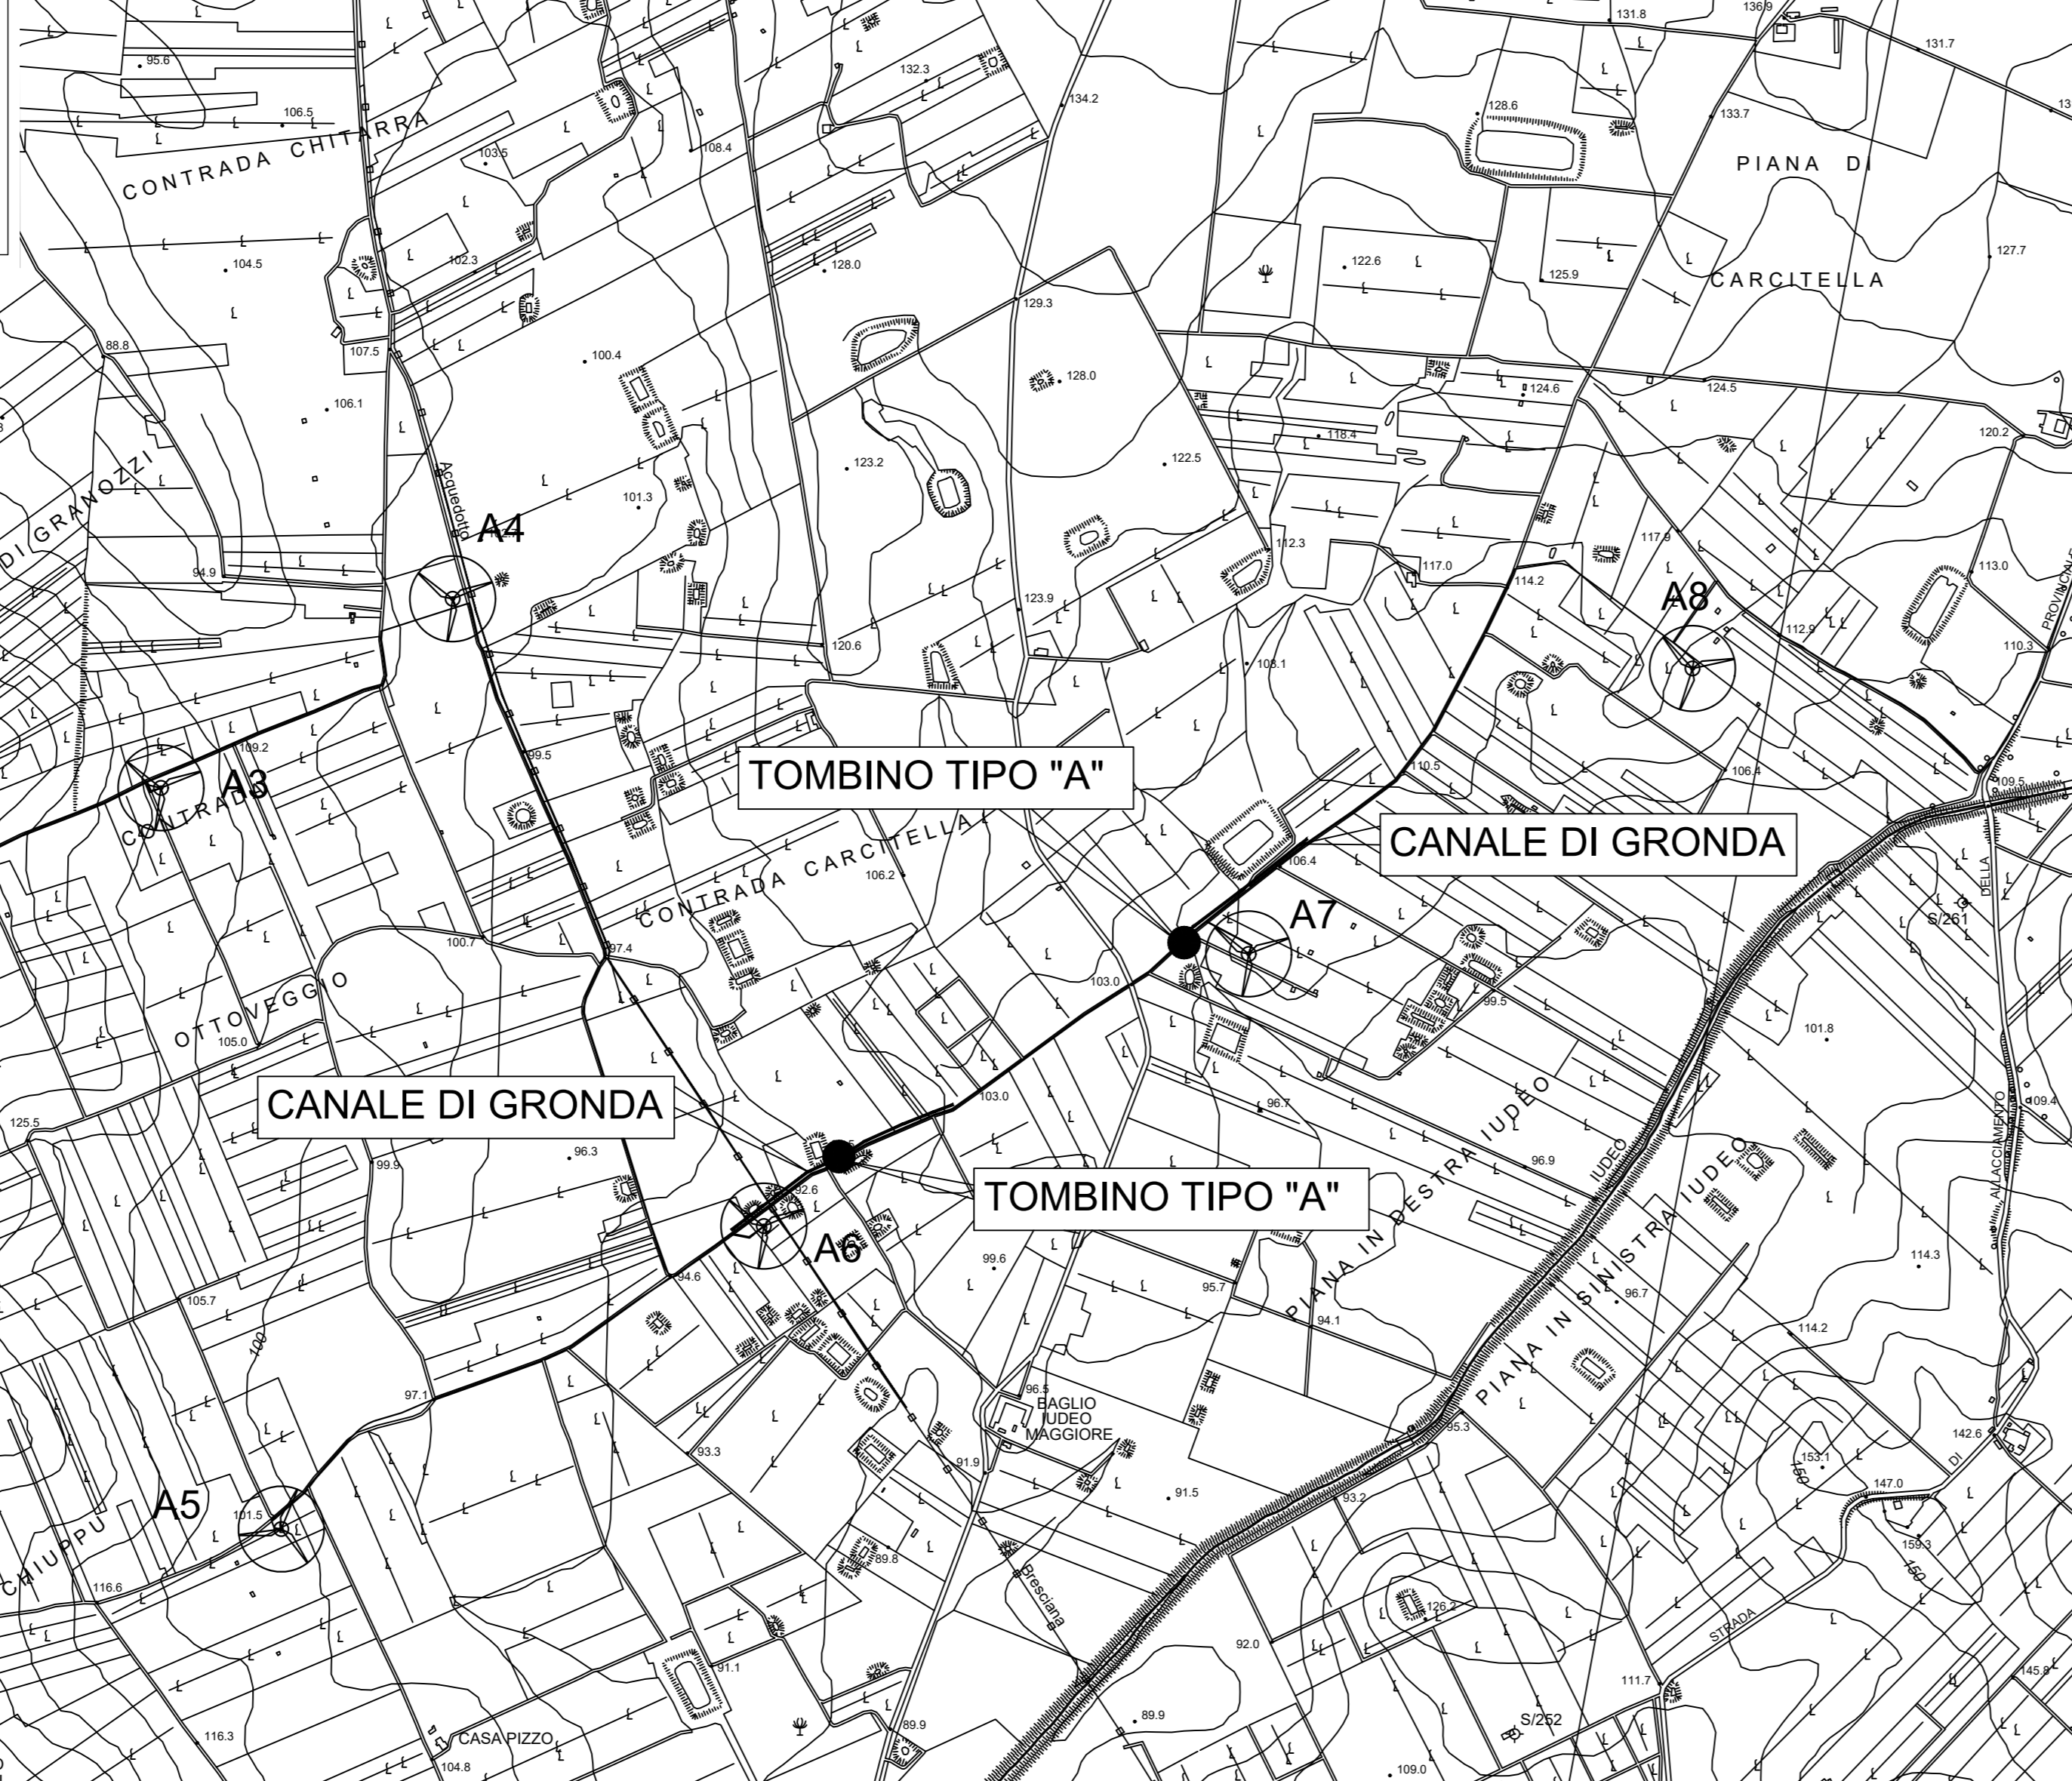 136.9
131.8
131.7
95.6
132.3
134.2
128.6
133.7
106.5
CONTRADA CHITARRA
103.5
108.4
PIANA DI
104.5
102.3
128.0
122.6
125.9
127.7
CARCITELLA
129.3
88.8
107.5
100.4
128.0
124.6
124.5
106.1
118.4
120.2
123.2
122.5
DI GRANOZZI
Acquedotto
101.3
A4
112.3
117.9
94.9
117.0
114.2
113.0
A8
123.9
112.9
120.6
108.1
110.3
109.2
99.5
A3
CONTRADA
TOMBINO TIPO "A"
110.5
106.4
109.5
CANALE DI GRONDA
CONTRADA CARCITELLA
106.2
106.4
DELLA
A7
S/261
100.7
97.4
103.0
99.5
OTTOVEGGIO
105.0
101.8
CANALE DI GRONDA
103.0
96.7
ALLACCIAMENTO
109.4
125.5
99.9
96.3
96.9
IUDEO
92.6
TOMBINO TIPO "A"
PIANA IN DESTRA IUDEO
PIANA IN SINISTRA IUDEO
A6
94.6
99.6
95.7
96.7
114.3
105.7
94.1
114.2
100
97.1
96.5
BAGLIO
IUDEO
MAGGIORE
95.3
142.6
93.3
91.9
153.1
150
DI
147.0
A5
101.5
91.5
93.2
CHIUPPU
116.6
89.8
159.3
150
Bresciana
126.2
STRADA
92.0
91.1
111.7
145.8
116.3
CASA PIZZO
89.9
89.9
S/252
104.8
109.0